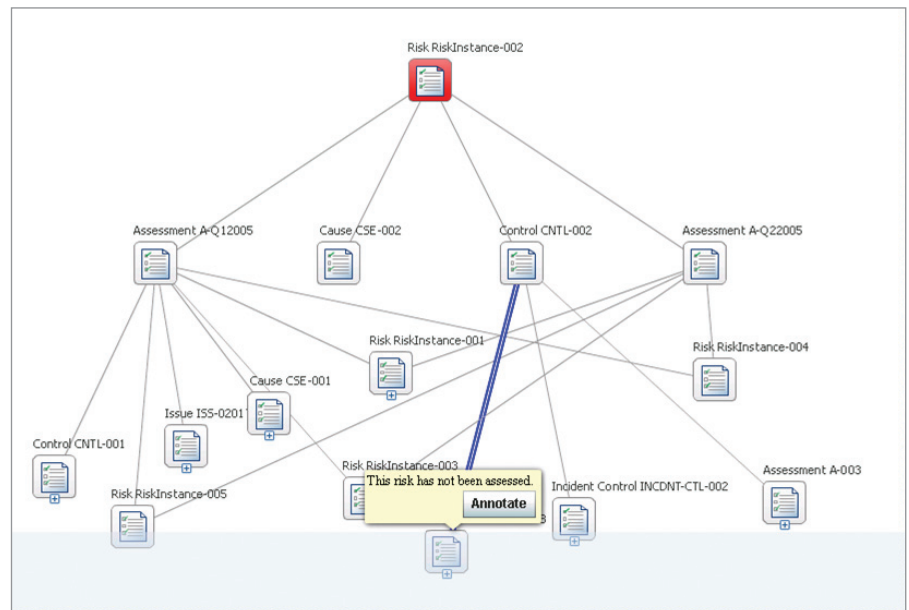 Risk RiskInstance-002
Assessment A-Q12005
Cause CSE-002
Control CNTL-002
Assessment A-Q22005
Risk RiskInstance-001
Risk RiskInstance-004
Cause CSE-001
Issue ISS-0201
Control CNTL-001
Risk RiskInstance-003
Assessment A-003
This risk has not been assessed.
Incident Control INCDNT-CTL-002
Risk RiskInstance-005
Annotate